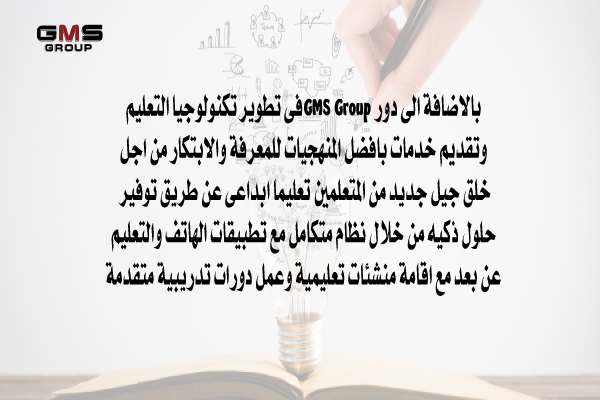 GMS
GROUP
بالاضافة الى دور GMS Group فى تطوير تكنولوجيا التعليم
وتقديم خدمات بافضل المنهجيات للمعرفة والابتكار من اجل
خلق جيل جديد من المتعلمين تعليما ابداعى عن طريق توفير
حلول ذكيه من خلال نظام متكامل مع تطبيقات الهاتف والتعليم
عن بعد مع اقامة منشئات تعليمية وعمل دورات تدريبية متقدمة